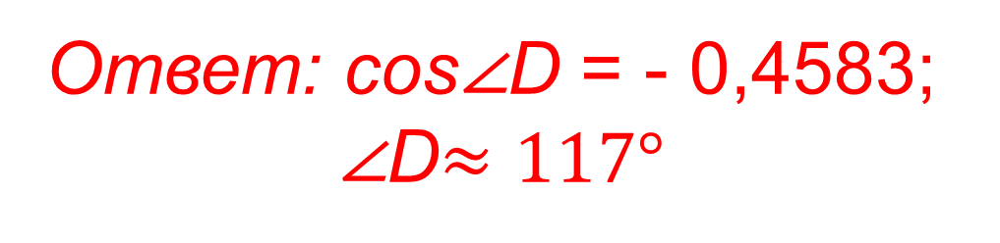 Ответ: cos∠D = - 0,4583;
∠D≈ 117°